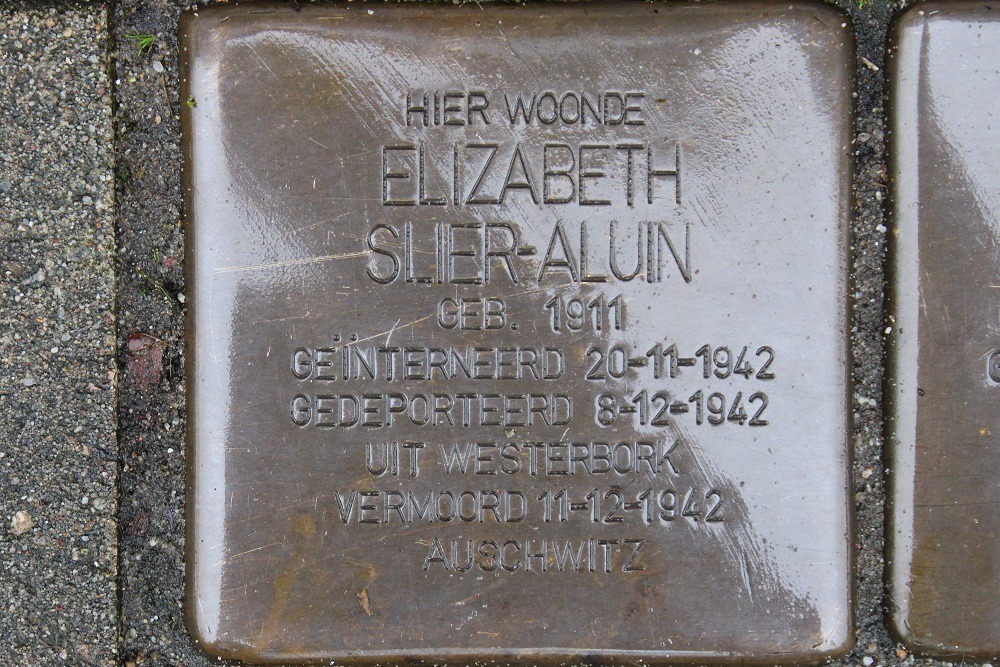 HIER WOONDE
ELIZABETH
SLIER-ALUIN
GEB. 1911
GEÏNTERNEERD 20-11-1942
GEDEPORTEERD 8-12-1942
UIT WESTERBORK
VERMOORD 11-12-1942
AUSCHWITZ
G